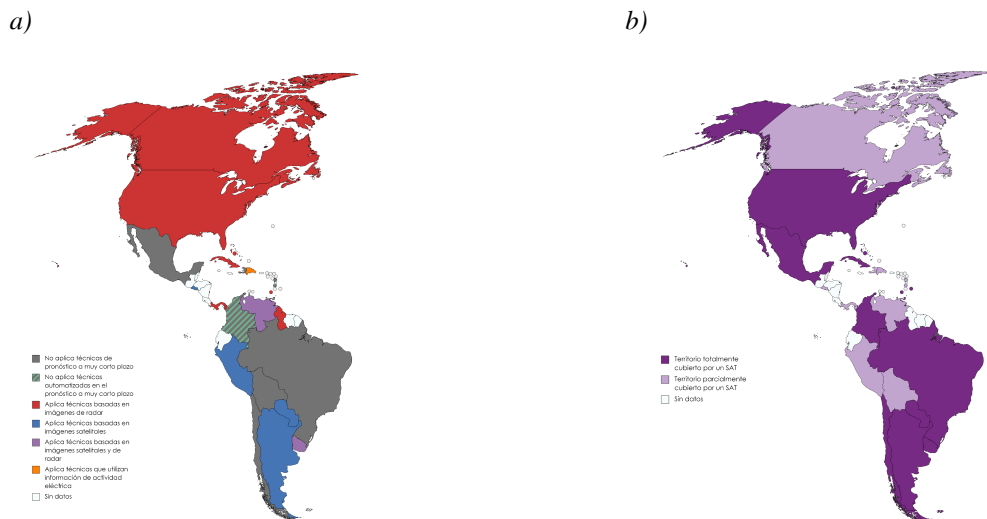 a)
b)
No aplica técnicas de
pronóstico a muy corto plazo
No aplica técnicas
automatizadas en el
pronóstico a muy corto plazo
Aplica técnicas basadas en
imágenes de radar
Aplica técnicas basadas en
imágenes satelitales
Aplica técnicas basadas en
imágenes satelitales y de
radar
Aplica técnicas que utilizan
información de actividad
eléctrica
Sin datos
Territorio totalmente
cubierto por un SAT
Territorio parcialmente
cubierto por un SAT
Sin datos